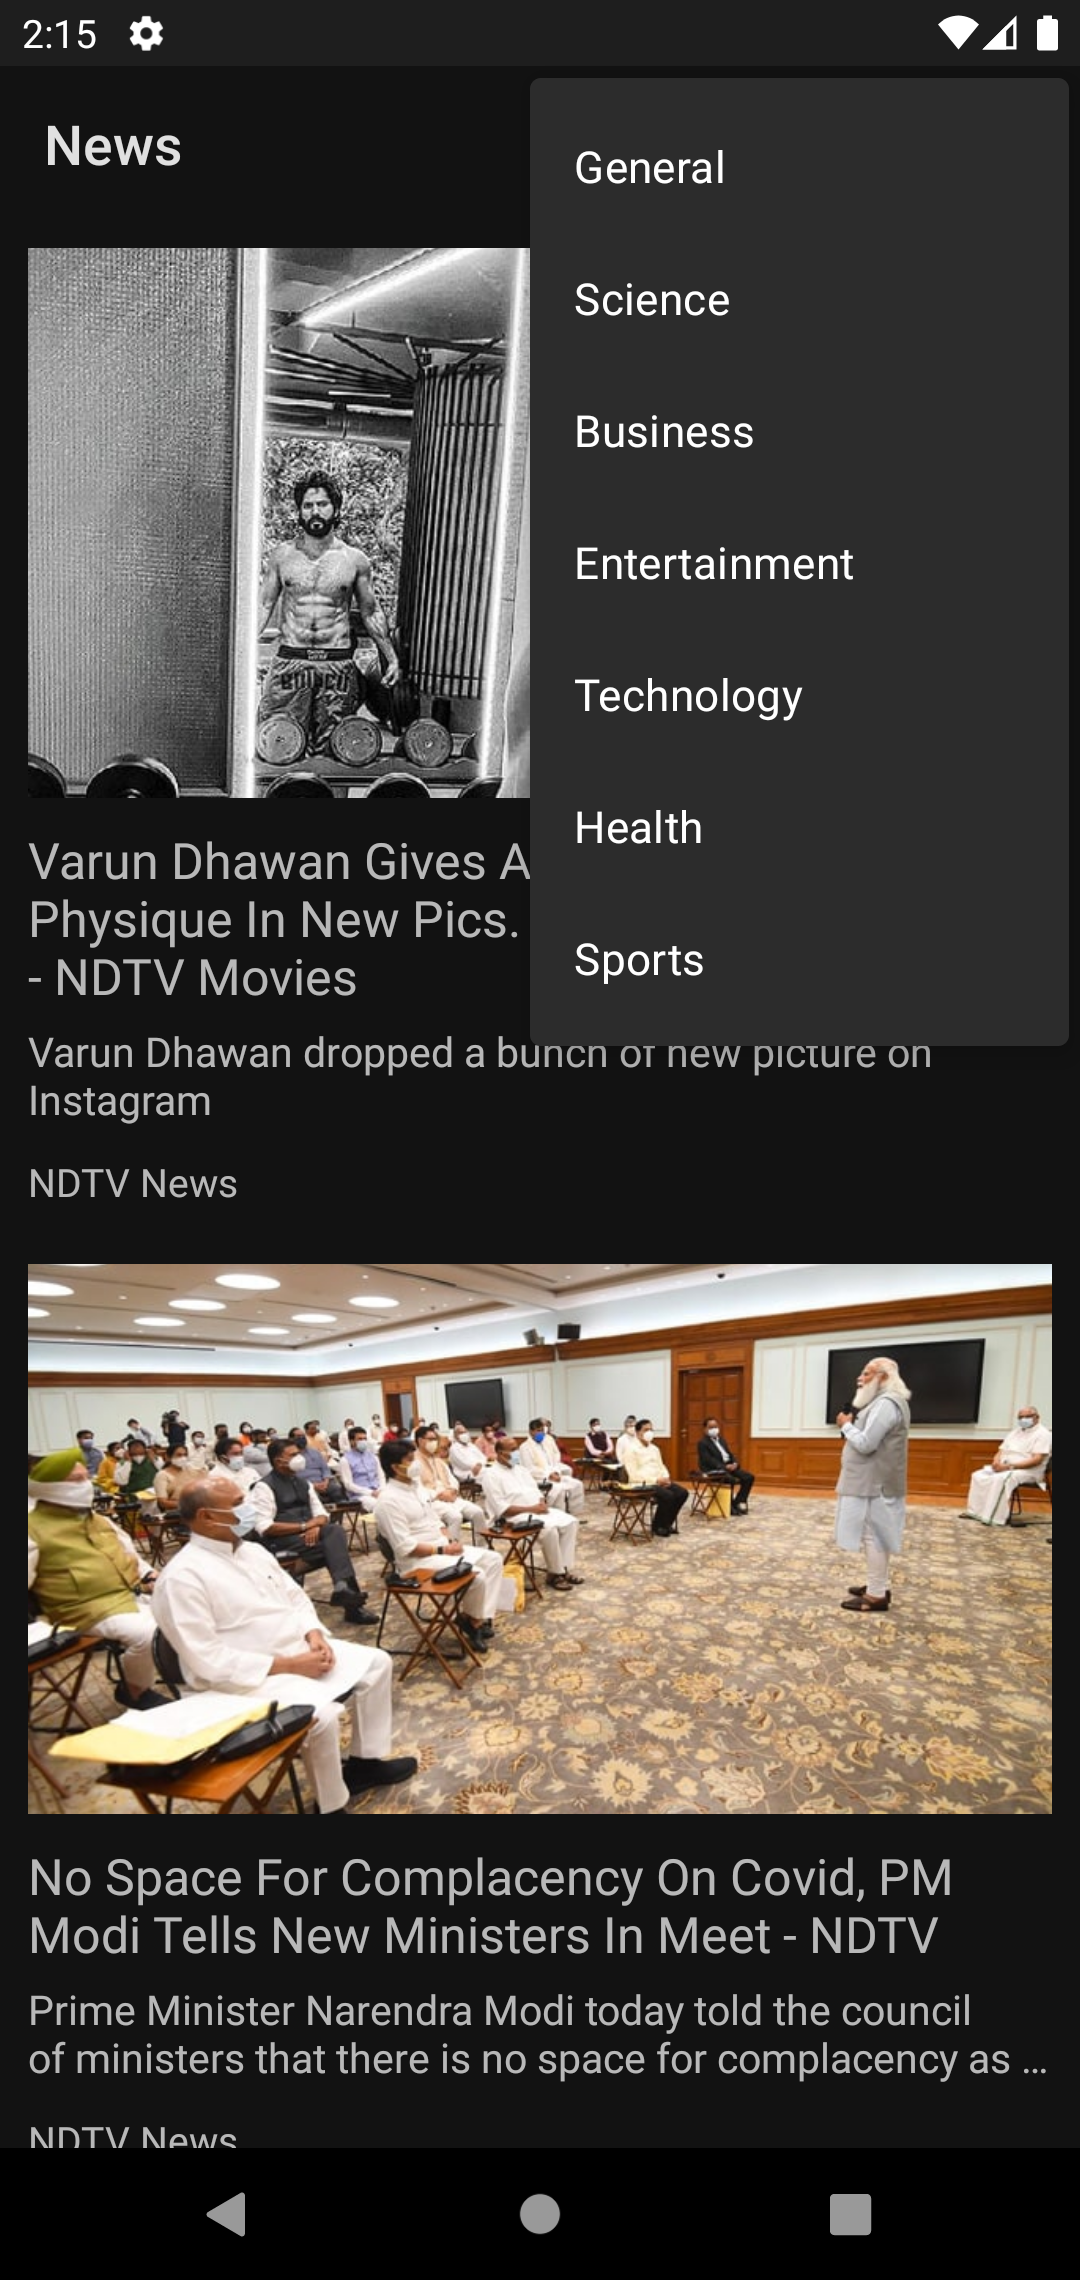 2:15
News
General
Science
Business
Entertainment
Technology
Health
Sports
Varun Dhawan Gives A
Physique In New Pics.
- NDTV Movies
Varun Dhawan dropped a bunch of new picture on
Instagram
NDTV News
No Space For Complacency On Covid, PM
Modi Tells New Ministers In Meet - NDTV
Prime Minister Narendra Modi today told the council
of ministers that there is no space for complacency as ...
NDTV News